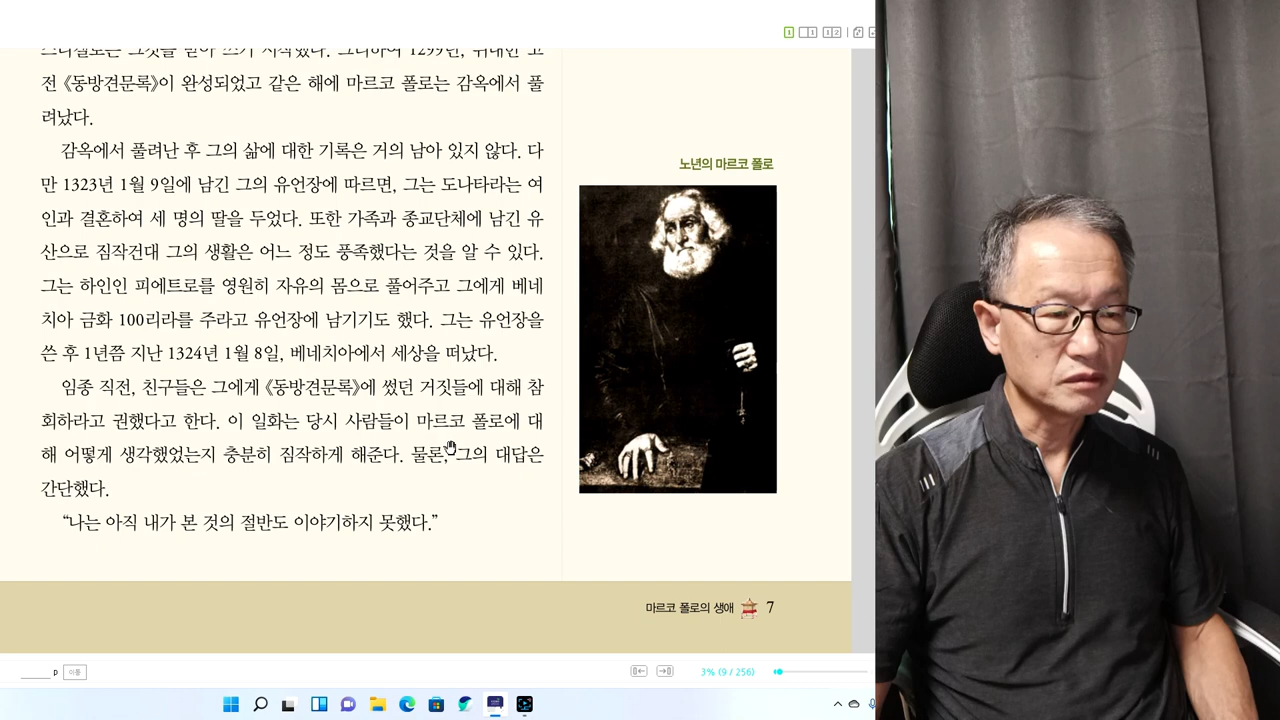 전 《동방견문록》이 완성되었고 같은 해에 마르코 폴로는 감옥에서 풀
려났다.
감옥에서 풀려난 후 그의 삶에 대한 기록은 거의 남아 있지 않다. 다
만 1323년 1월 9일에 남긴 그의 유언장에 따르면, 그는 도나타라는 여
인과 결혼하여 세 명의 딸을 두었다. 또한 가족과 종교단체에 남긴 유
산으로 짐작건대 그의 생활은 어느 정도 풍족했다는 것을 알 수 있다.
그는 하인인 피에트로를 영원히 자유의 몸으로 풀어주고 그에게 베네
치아 금화 100리라를 주라고 유언장에 남기기도 했다. 그는 유언장을
쓴 후 1년쯤 지난 1324년 1월 8일, 베네치아에서 세상을 떠났다.
임종 직전, 친구들은 그에게 《동방견문록》에 썼던 거짓들에 대해 참
회하라고 권했다고 한다. 이 일화는 당시 사람들이 마르코 폴로에 대
해 어떻게 생각했었는지 충분히 짐작하게 해준다. 물론, 그의 대답은
간단했다.
“나는 아직 내가 본 것의 절반도 이야기하지 못했다.”
노년의 마르코 폴로
마르코 폴로의 생애 7
p 이동
3% (9 / 256)